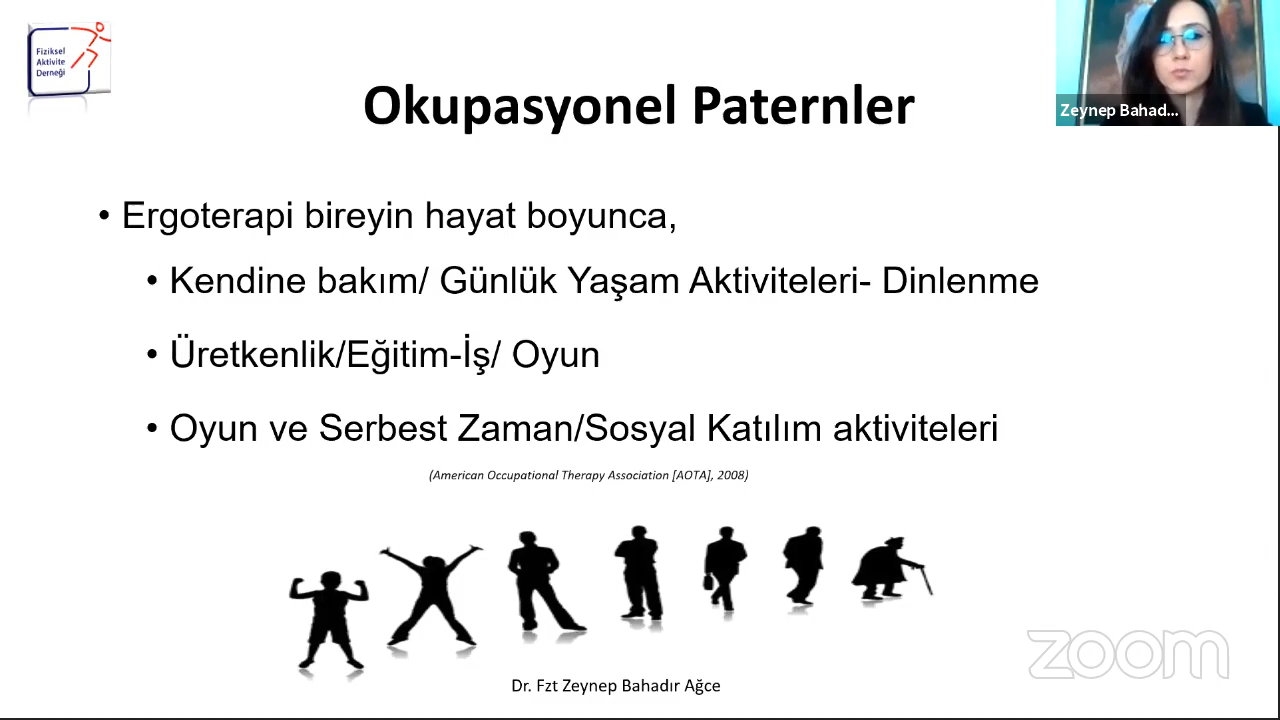 Fiziksel
Aktivite
Derneği
Okupasyonel Paternler
Zeynep Bahad...
• Ergoterapi bireyin hayat boyunca,
• Kendine bakım/ Günlük Yaşam Aktiviteleri- Dinlenme
• Üretkenlik/Eğitim-İş/ Oyun
• Oyun ve Serbest Zaman/Sosyal Katılım aktiviteleri
(American Occupational Therapy Association [AOTA], 2008)
zoom
Dr. Fzt Zeynep Bahadır Ağce